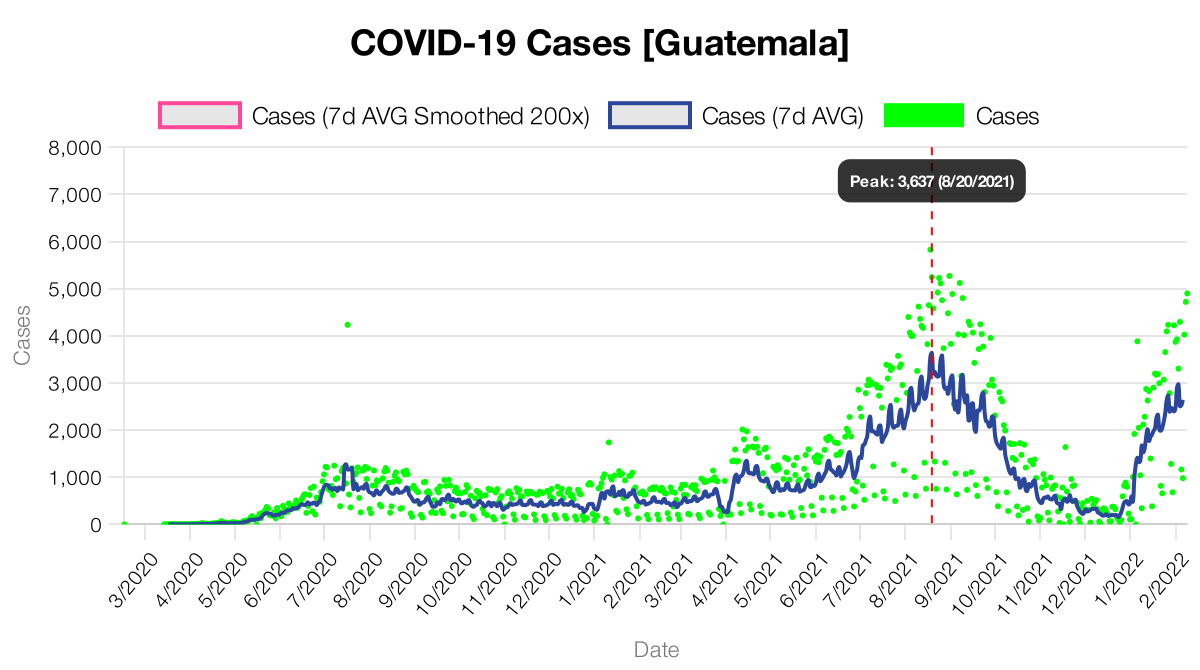 COVID-19 Cases [Guatemala]
Cases (7d AVG Smoothed 200x) Cases (7d AVG) Cases
8,000
Peak: 3,637 (8/20/2021)
7,000
6,000
5,000
4,000
3,000
2,000
1,000
0
Cases
3/2020 4/2020 5/2020 6/2020 7/2020 8/2020 9/2020 10/2020 11/2020 12/2020 1/2021 2/2021 3/2021 4/2021 5/2021 6/2021 7/2021 8/2021 9/2021 10/2021 11/2021 12/2021 1/2022 2/2022
Date